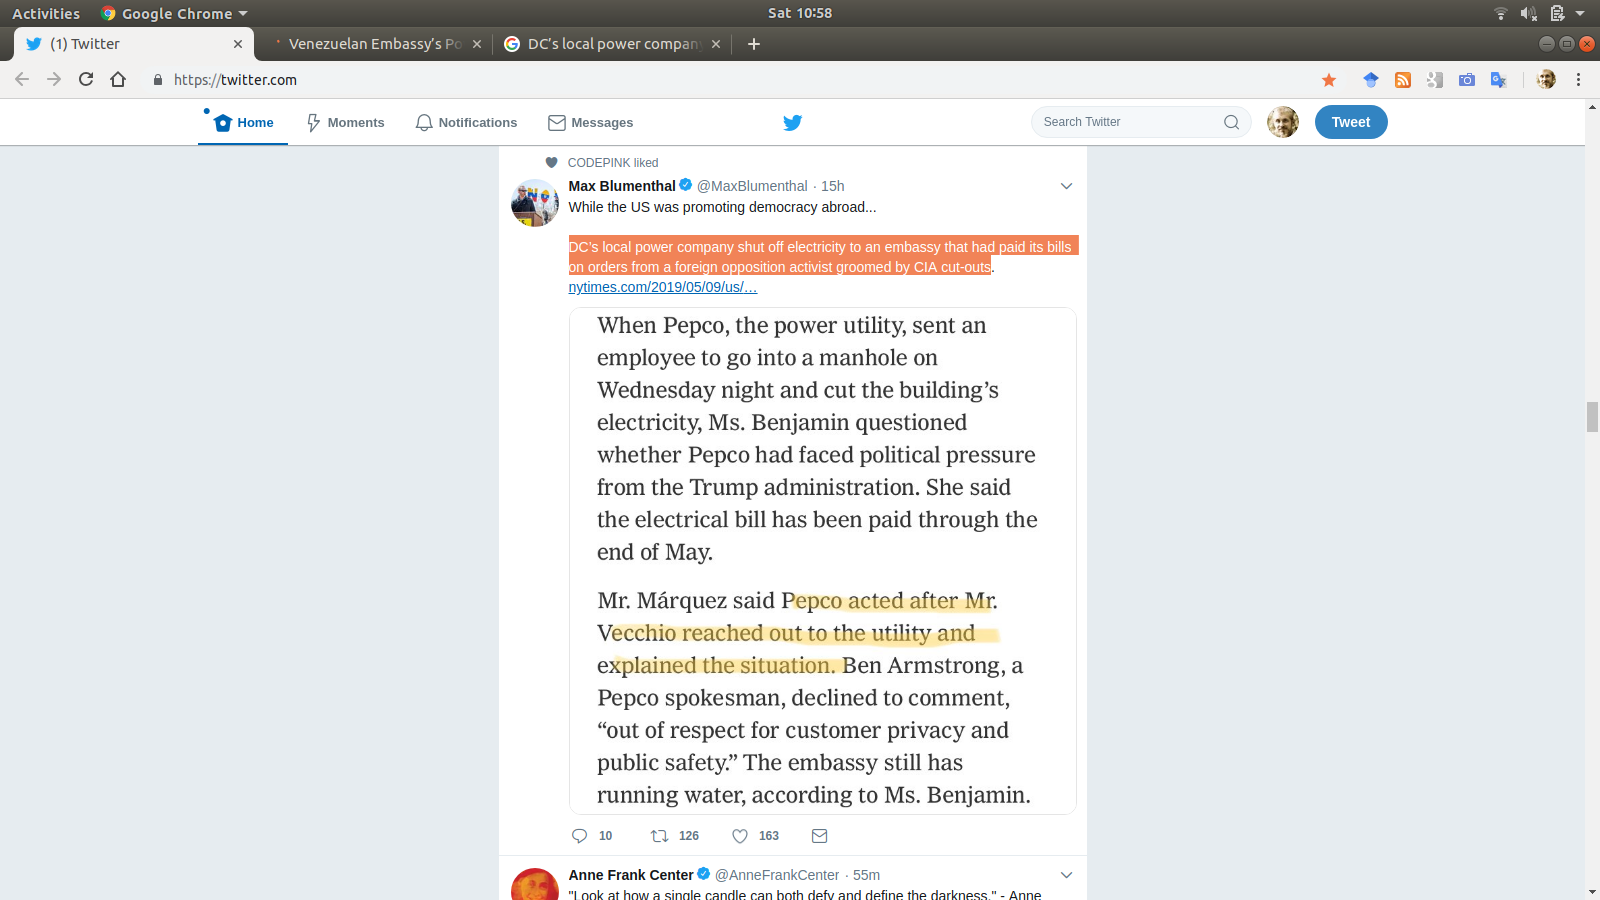 Activities Google Chrome Sat 10:58
(1) Twitter Venezuelan Embassy’s Po DC’s local power company
https://twitter.com
Home Moments Notifications Messages Search Twitter Tweet
CODEPINK liked
Max Blumenthal @MaxBlumenthal · 15h
While the US was promoting democracy abroad...
DC’s local power company shut off electricity to an embassy that had paid its bills
on orders from a foreign opposition activist groomed by CIA cut-outs.
nytimes.com/2019/05/09/us/…
When Pepco, the power utility, sent an
employee to go into a manhole on
Wednesday night and cut the building’s
electricity, Ms. Benjamin questioned
whether Pepco had faced political pressure
from the Trump administration. She said
the electrical bill has been paid through the
end of May.
Mr. Márquez said Pepco acted after Mr.
Vecchio reached out to the utility and
explained the situation. Ben Armstrong, a
Pepco spokesman, declined to comment,
“out of respect for customer privacy and
public safety.” The embassy still has
running water, according to Ms. Benjamin.
10 126 163
Anne Frank Center @AnneFrankCenter · 55m
"Look at how a single candle can both defy and define the darkness." - Anne